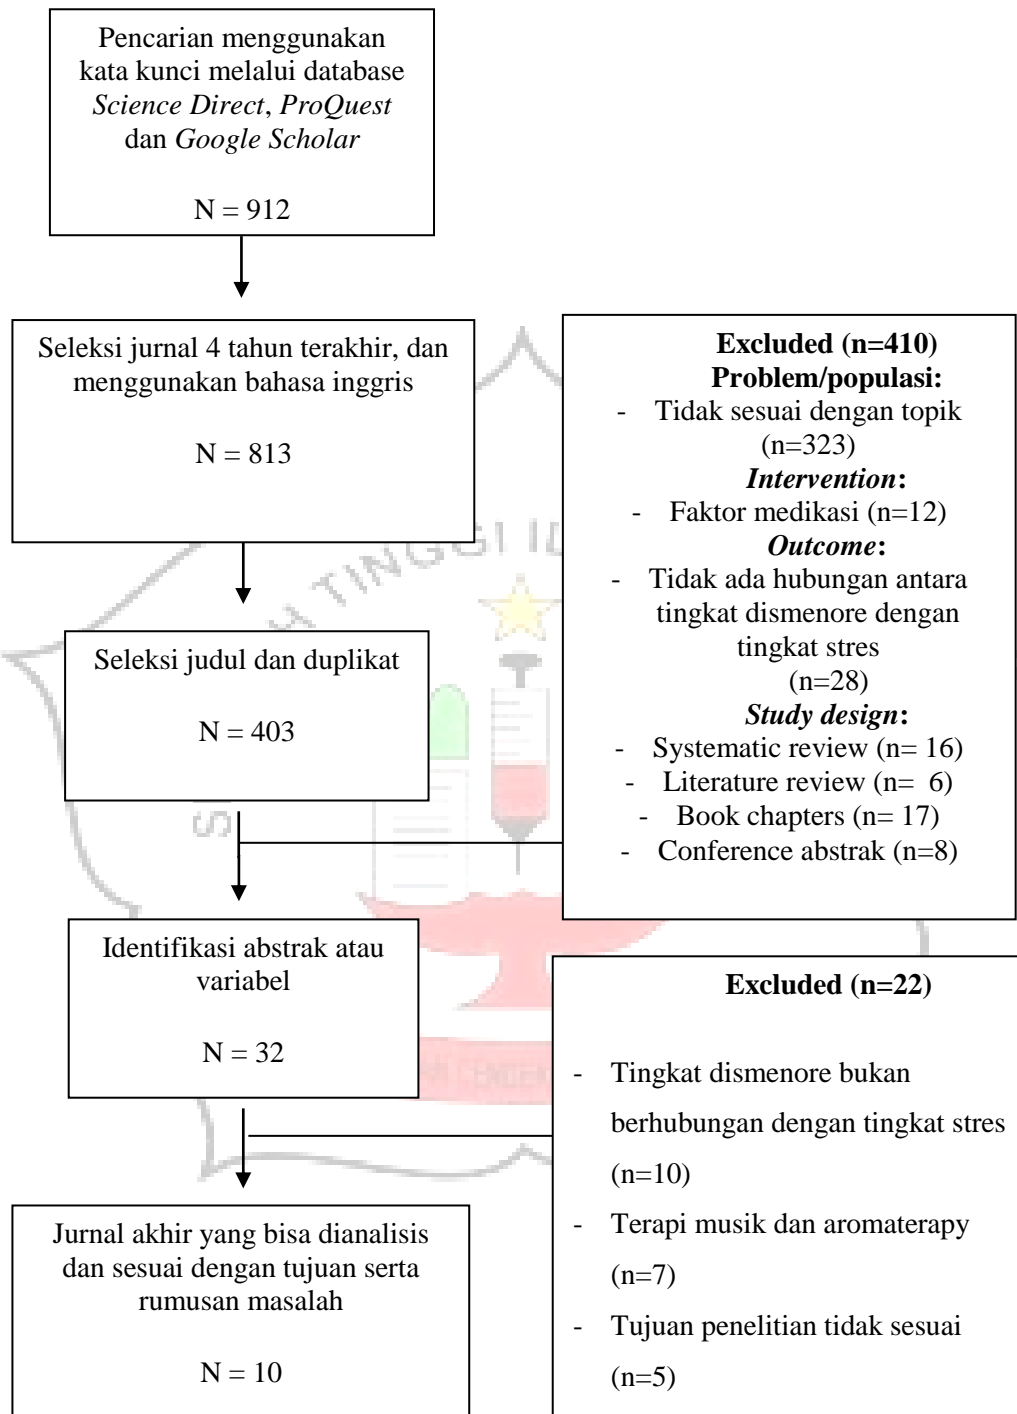 Pencarian menggunakan
kata kunci melalui database
Science Direct, ProQuest
dan Google Scholar
N = 912
Seleksi jurnal 4 tahun terakhir, dan
menggunakan bahasa inggris
N = 813
Seleksi judul dan duplikat
N = 403
Excluded (n=410)
Problem/populasi:
- Tidak sesuai dengan topik
(n=323)
Intervention:
- Faktor medikasi (n=12)
Outcome:
- Tidak ada hubungan antara
tingkat dismenore dengan
tingkat stres
(n=28)
Study design:
- Systematic review (n= 16)
- Literature review (n= 6)
- Book chapters (n= 17)
- Conference abstrak (n=8)
Identifikasi abstrak atau
variabel
N = 32
Excluded (n=22)
- Tingkat dismenore bukan
berhubungan dengan tingkat stres
(n=10)
- Terapi musik dan aromaterapy
(n=7)
- Tujuan penelitian tidak sesuai
(n=5)
Jurnal akhir yang bisa dianalisis
dan sesuai dengan tujuan serta
rumusan masalah
N = 10
TINGGI